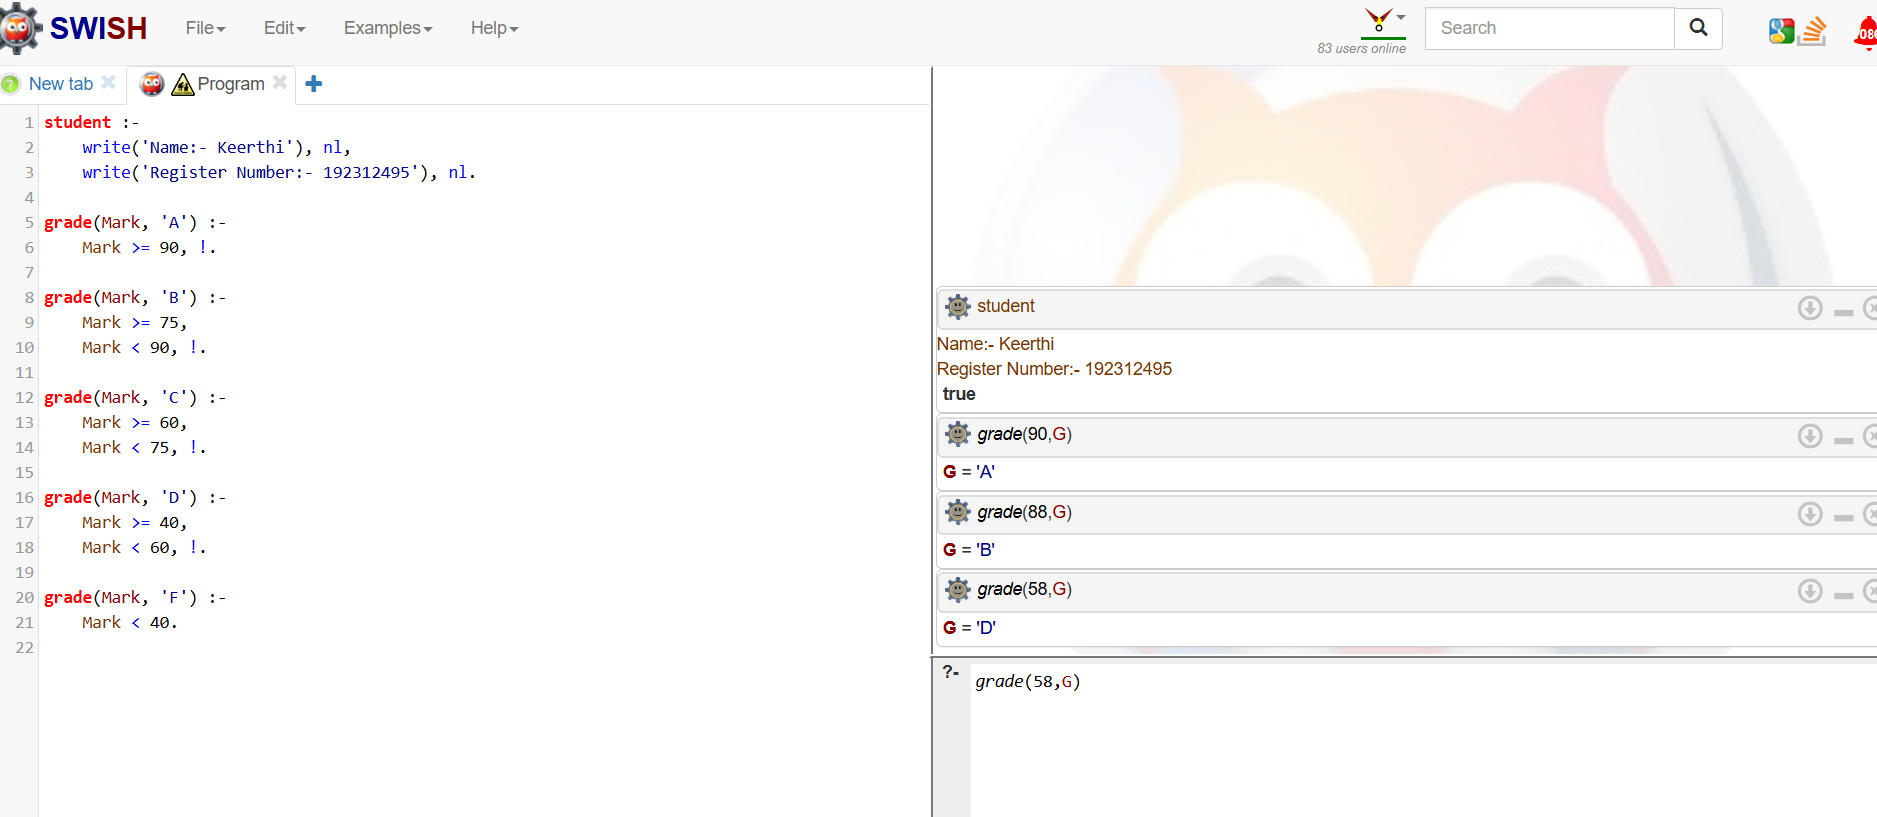 SWISH File Edit Examples Help 83 users online Search
New tab Program
1 student :-
2 write('Name:- Keerthi'), nl,
3 write('Register Number:- 192312495'), nl.
4
5 grade(Mark, 'A') :-
6 Mark >= 90, !.
7
8 grade(Mark, 'B') :-
9 Mark >= 75,
10 Mark < 90, !.
11
12 grade(Mark, 'C') :-
13 Mark >= 60,
14 Mark < 75, !.
15
16 grade(Mark, 'D') :-
17 Mark >= 40,
18 Mark < 60, !.
19
20 grade(Mark, 'F') :-
21 Mark < 40.
22
student
Name:- Keerthi
Register Number:- 192312495
true
grade(90,G)
G = 'A'
grade(88,G)
G = 'B'
grade(58,G)
G = 'D'
?- grade(58,G)